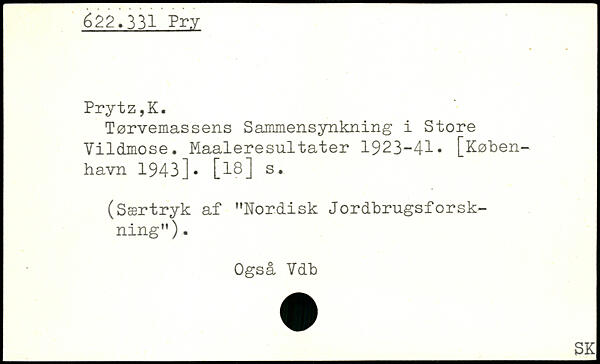 622.331 Pry
Prytz,K.
Tørvemassens Sammensynkning i Store
Vildmose. Maaleresultater 1923-41. [Køben-
havn 1943]. [18] s.
(Særtryk af "Nordisk Jordbrugsforsk-
ning").
Også Vdb
SK